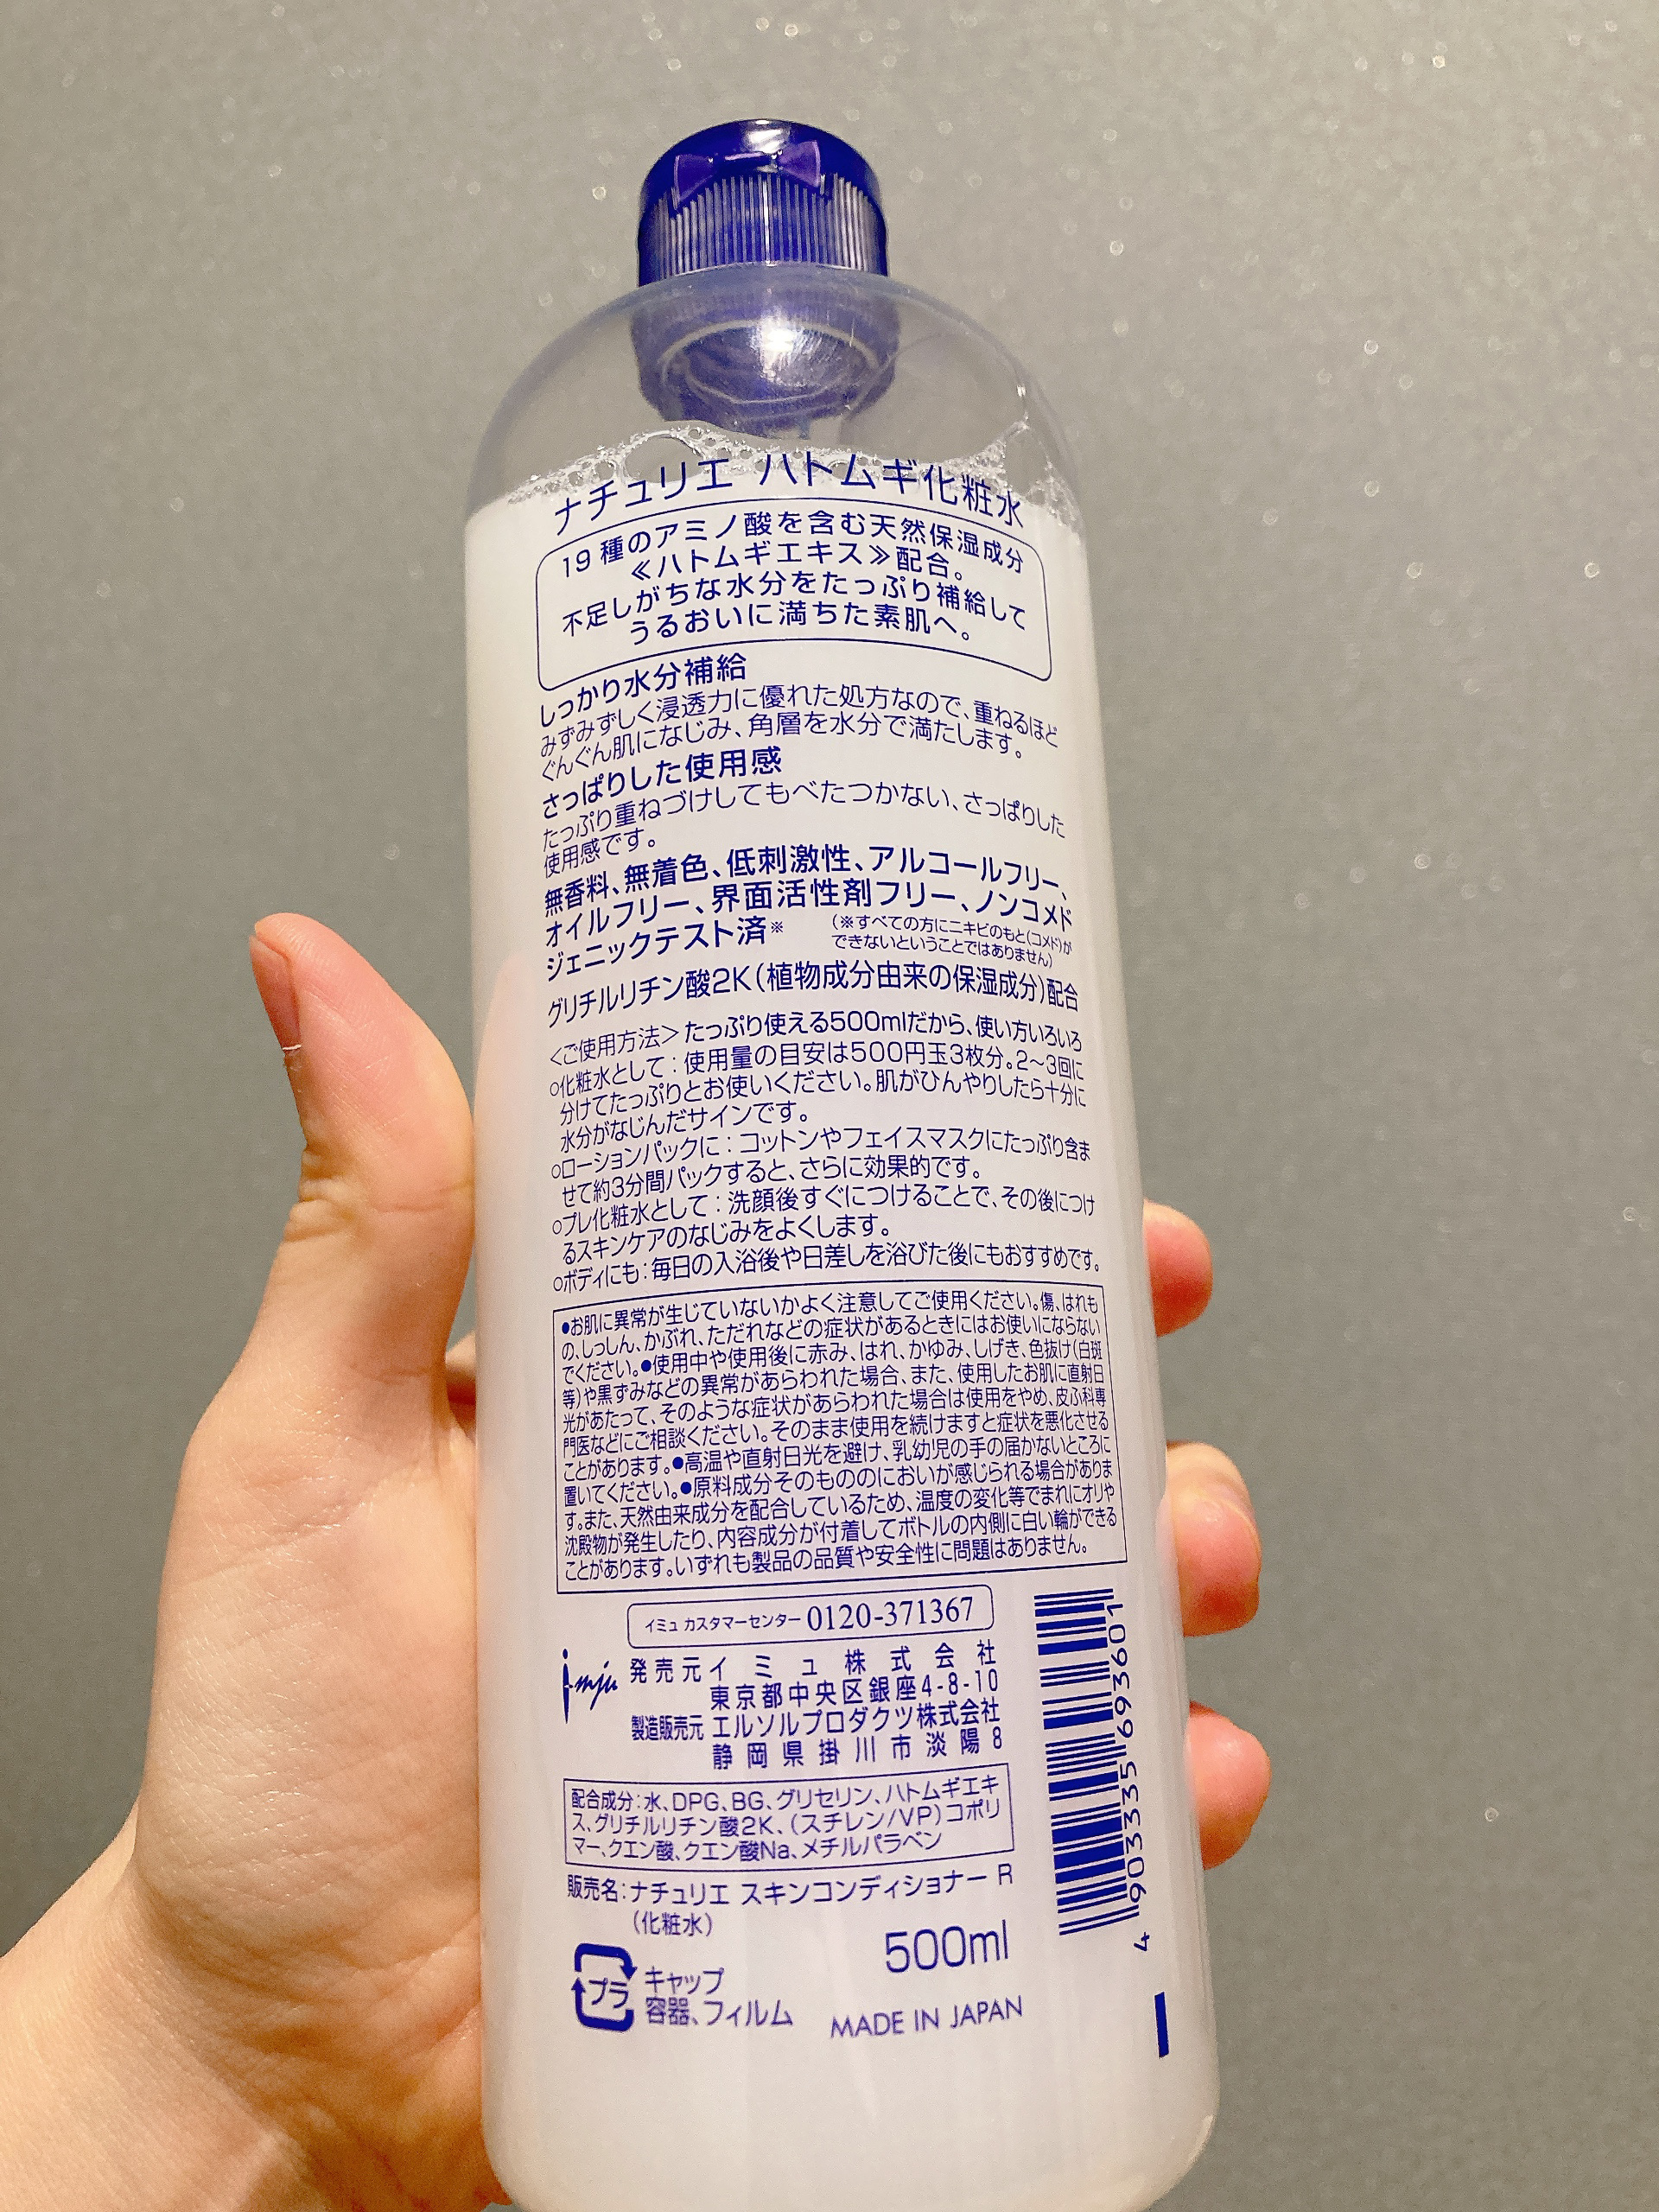 ナチュリエ ハトムギ化粧水
19種のアミノ酸を含む天然保湿成分
≪ハトムギエキス≫配合。
不足しがちな水分をたっぷり補給して
うるおいに満ちた素肌へ。
しっかり水分補給
みずみずしく浸透力に優れた処方なので、重ねるほど
ぐんぐん肌になじみ、角層を水分で満たします。
さっぱりした使用感
たっぷり重ねづけしてもべたつかない、さっぱりした
使用感です。
無香料、無着色、低刺激性、アルコールフリー、
オイルフリー、界面活性剤フリー、ノンコメド
ジェニックテスト済※
(※すべての方にニキビのもと(コメド)が
できないということではありません)
グリチルリチン酸2K(植物成分由来の保湿成分)配合
<ご使用方法>たっぷり使える500mlだから、使い方いろいろ
○化粧水として:使用量の目安は500円玉3枚分。2~3回に
分けてたっぷりとお使いください。肌がひんやりしたら十分に
水分がなじんだサインです。
○ローションパックに:コットンやフェイスマスクにたっぷり含ま
せて約3分間パックすると、さらに効果的です。
○プレ化粧水として:洗顔後すぐにつけることで、その後につけ
るスキンケアのなじみをよくします。
○ボディにも:毎日の入浴後や日差しを浴びた後にもおすすめです。
●お肌に異常が生じていないかよく注意してご使用ください。傷、はれも
の、しっしん、かぶれ、ただれなどの症状があるときにはお使いにならない
でください。●使用中や使用後に赤み、はれ、かゆみ、しげき、色抜け(白斑
等)や黒ずみなどの異常があらわれた場合、また、使用したお肌に直射日
光があたって、そのような症状があらわれた場合は使用をやめ、皮ふ科専
門医などにご相談ください。そのまま使用を続けますと症状を悪化させる
ことがあります。●高温や直射日光を避け、乳幼児の手の届かないところに
置いてください。●原料成分そのもののにおいが感じられる場合がありま
す。また、天然由来成分を配合しているため、温度の変化等でまれにオリや
沈殿物が発生したり、内容成分が付着してボトルの内側に白い輪ができる
ことがあります。いずれも製品の品質や安全性に問題はありません。
イミュ カスタマーセンター 0120-371367
imju 発売元 イミュ株式会社
東京都中央区銀座4-8-10
製造販売元 エルソルプロダクツ株式会社
静岡県掛川市淡陽8
配合成分:水、DPG、BG、グリセリン、ハトムギエキ
ス、グリチルリチン酸2K、(スチレン/VP)コポリ
マー、クエン酸、クエン酸Na、メチルパラベン
販売名:ナチュリエ スキンコンディショナー R
(化粧水)
500ml
プラ キャップ
容器、フィルム
MADE IN JAPAN
4 903335 693601